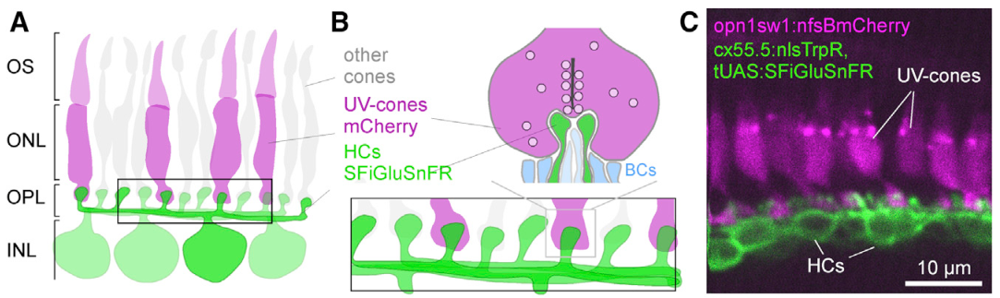 A
OS
ONL
OPL
INL
B
other
cones
UV-cones
mCherry
HCs
SFiGluSnFR
BCs
C
opn1sw1:nfsBmCherry
cx55.5:nlsTrpR,
tUAS:SFiGluSnFR
UV-cones
HCs
10 µm